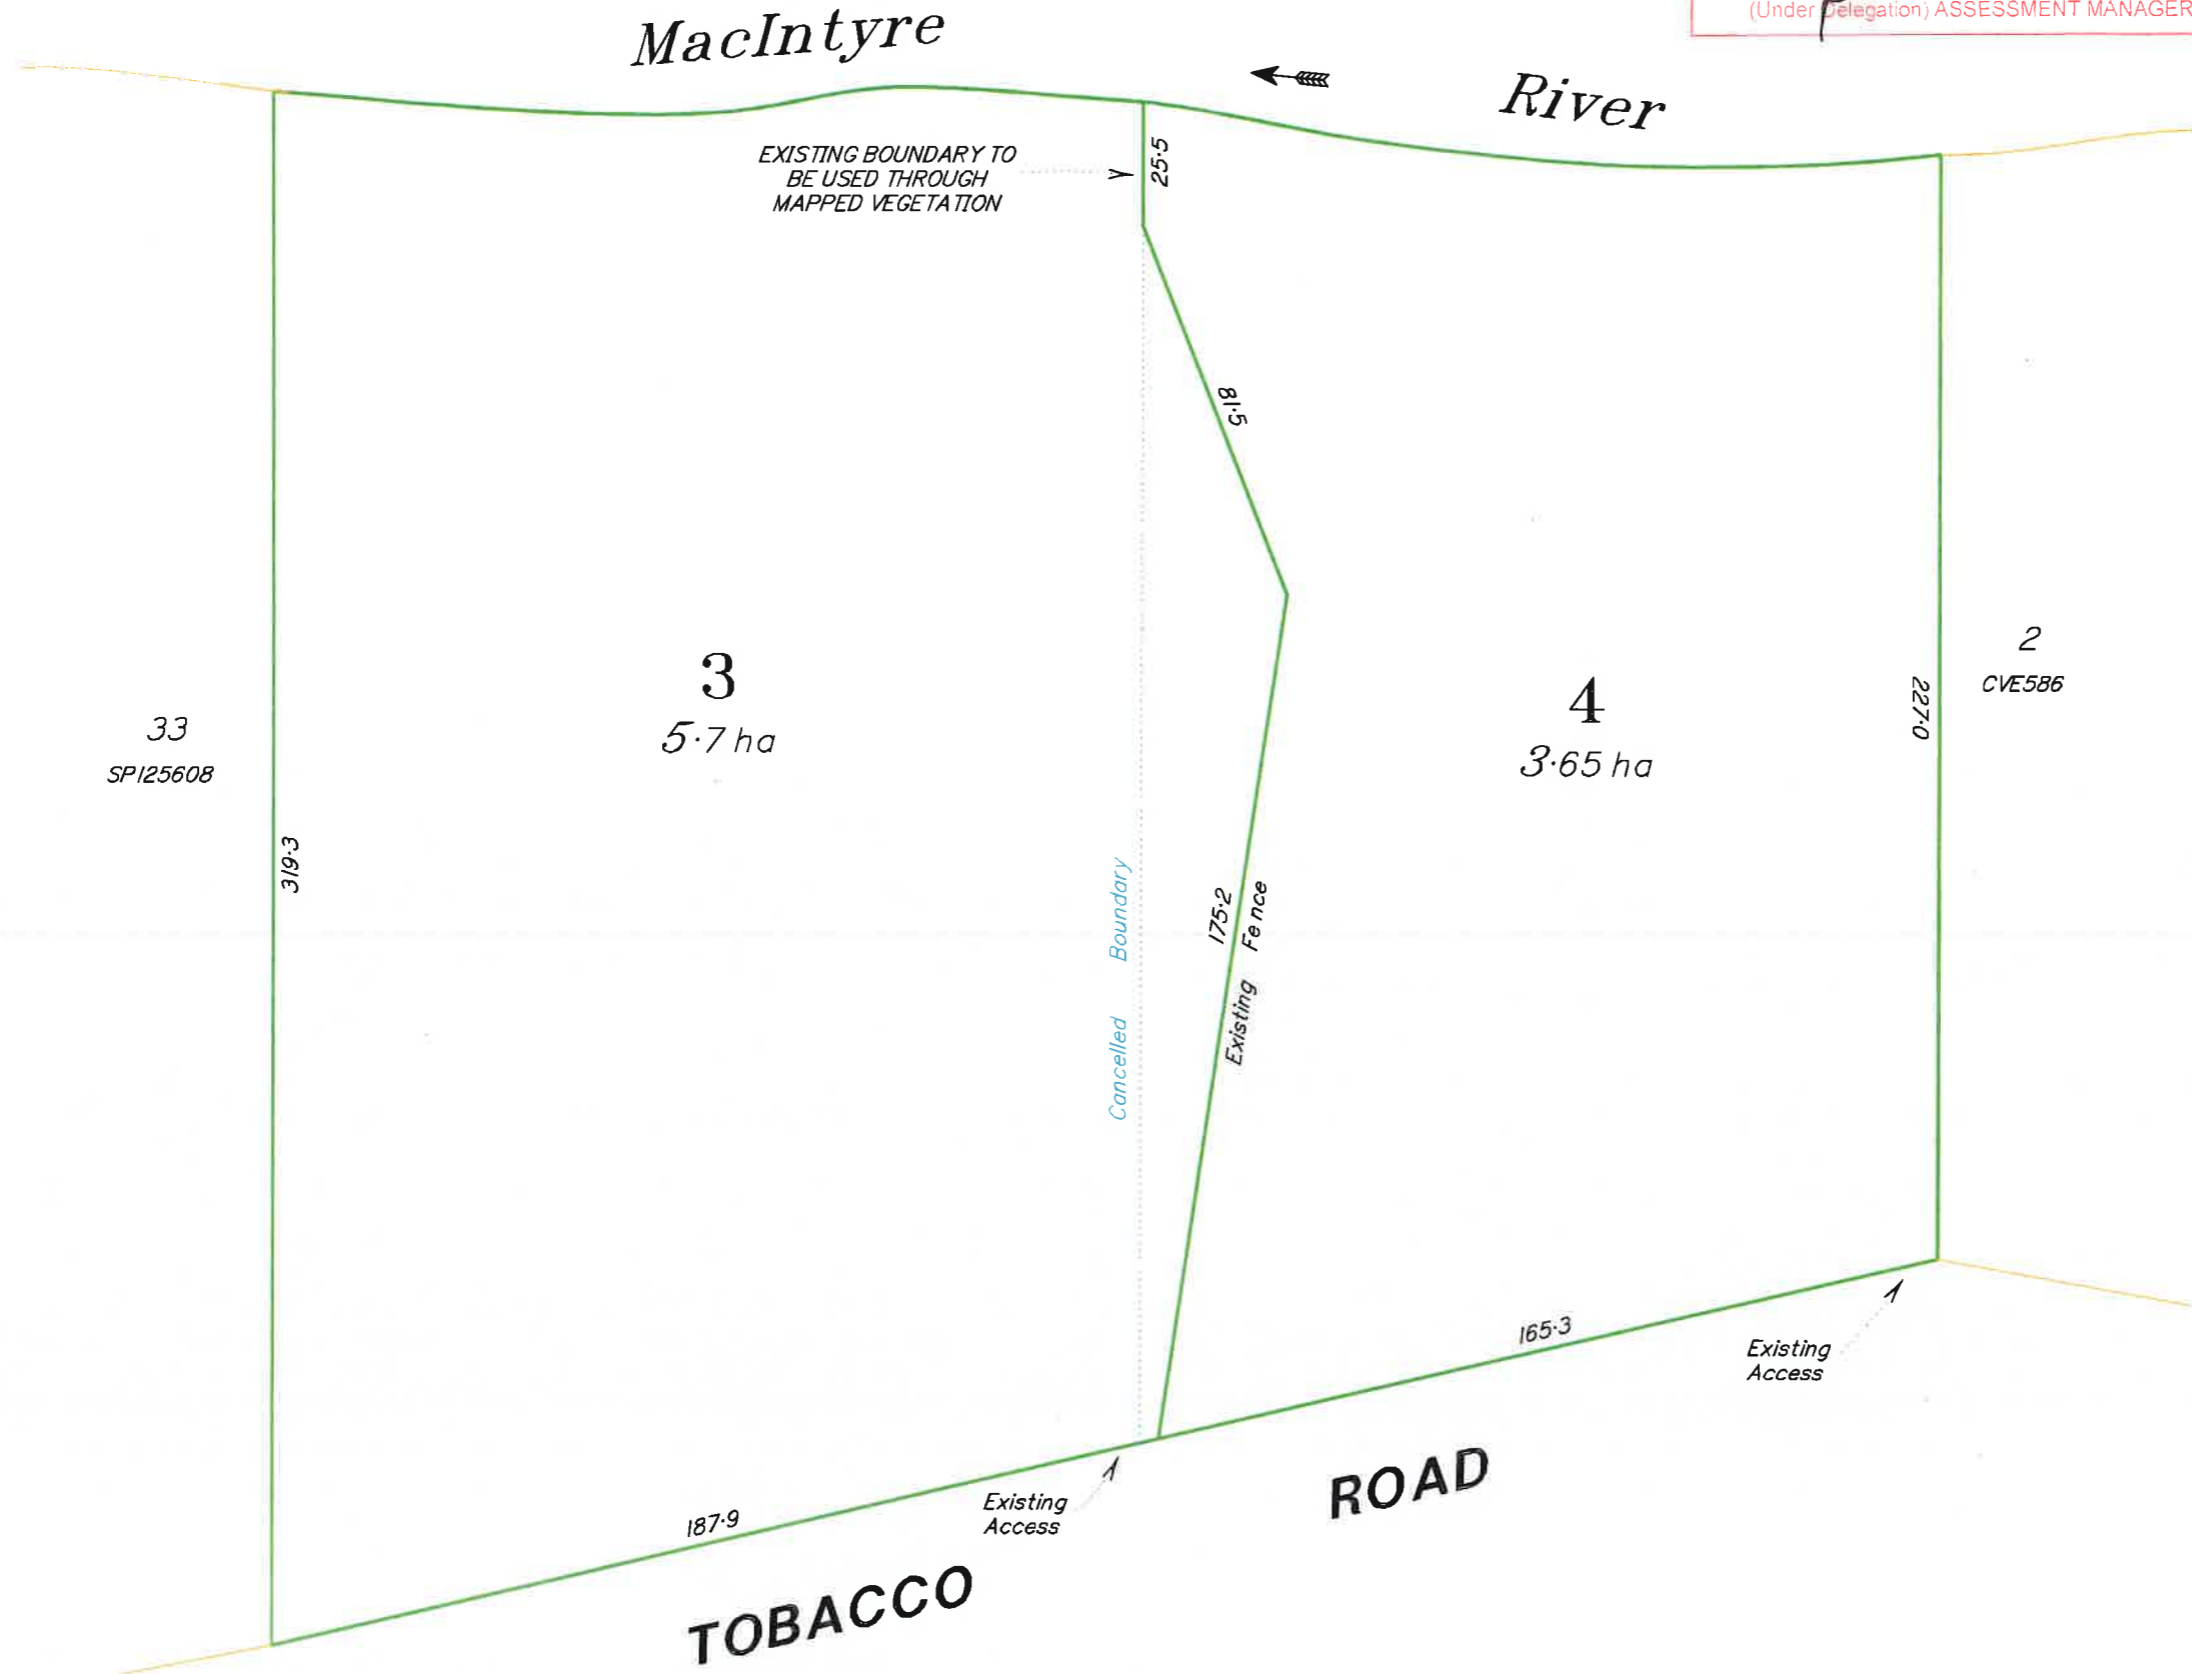 (Under Delegation) ASSESSMENT MANAGER
MacIntyre
River
EXISTING BOUNDARY TO
BE USED THROUGH
MAPPED VEGETATION
25·5
81·5
3
5·7 ha
4
3·65 ha
2
CVE586
227·0
33
SP125608
319·3
Cancelled Boundary
175·2
Existing Fence
165·3
Existing
Access
187·9
Existing
Access
TOBACCO
ROAD